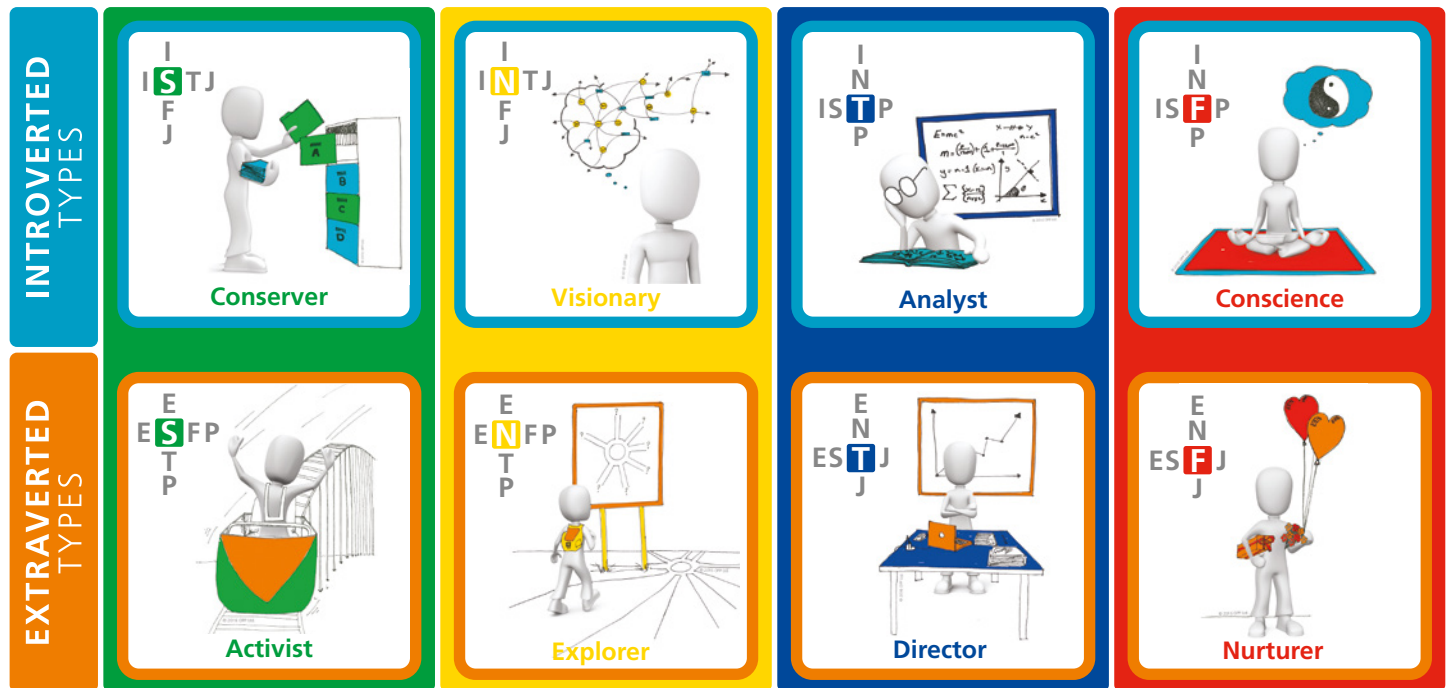 INTROVERTED
TYPES
I
ISTJ
F
J
A
B
C
D
Conserver
I
INTJ
F
J
Visionary
I
N
ISTP
P
E=mc²
Analyst
I
N
ISFP
P
Conscience
EXTRAVERTED
TYPES
E
ESFP
T
P
Activist
E
ENFP
T
P
Explorer
E
N
ESTJ
J
Director
E
N
ESFJ
J
Nurturer